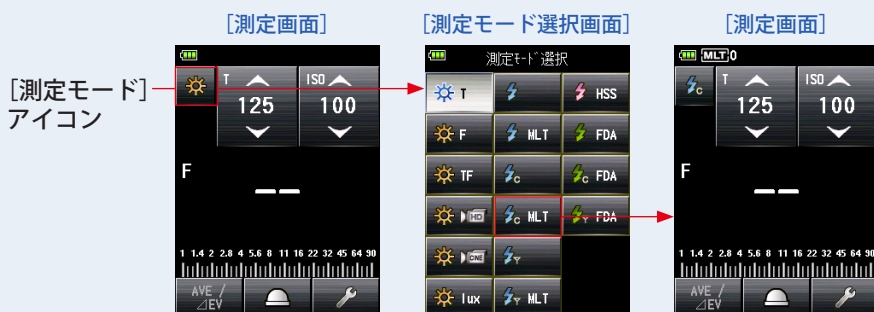 [測定画面]
[測定モード選択画面]
[測定画面]
[測定モード]
アイコン
T
ISO
125
100
F
1 1.4 2 2.8 4 5.6 8 11 16 22 32 45 64 90
AVE/
⊿EV
測定ﾓｰﾄﾞ選択
T
HSS
F
MLT
FDA
TF
C
C FDA
HD
C MLT
Y FDA
CINE
Y
lux
Y MLT
MLT 0
C
T
ISO
125
100
F
1 1.4 2 2.8 4 5.6 8 11 16 22 32 45 64 90
AVE/
⊿EV